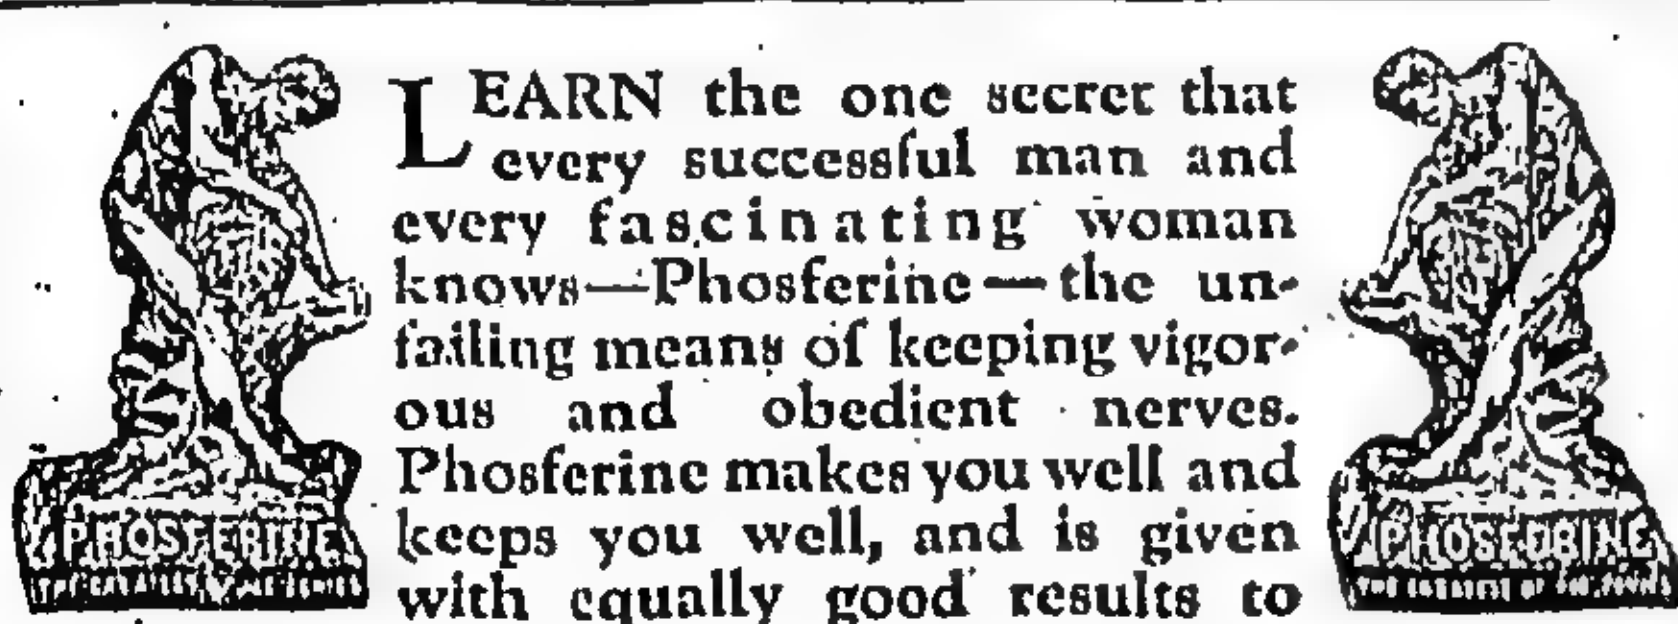 LEARN the one secret that
every successful man and
every fascinating woman
knows—Phosferine—the un-
failing means of keeping vigor-
ous and obedient nerves.
Phosferine makes you well and
keeps you well, and is given
with equally good results to
PHOSFERINE
PHOSFERINE